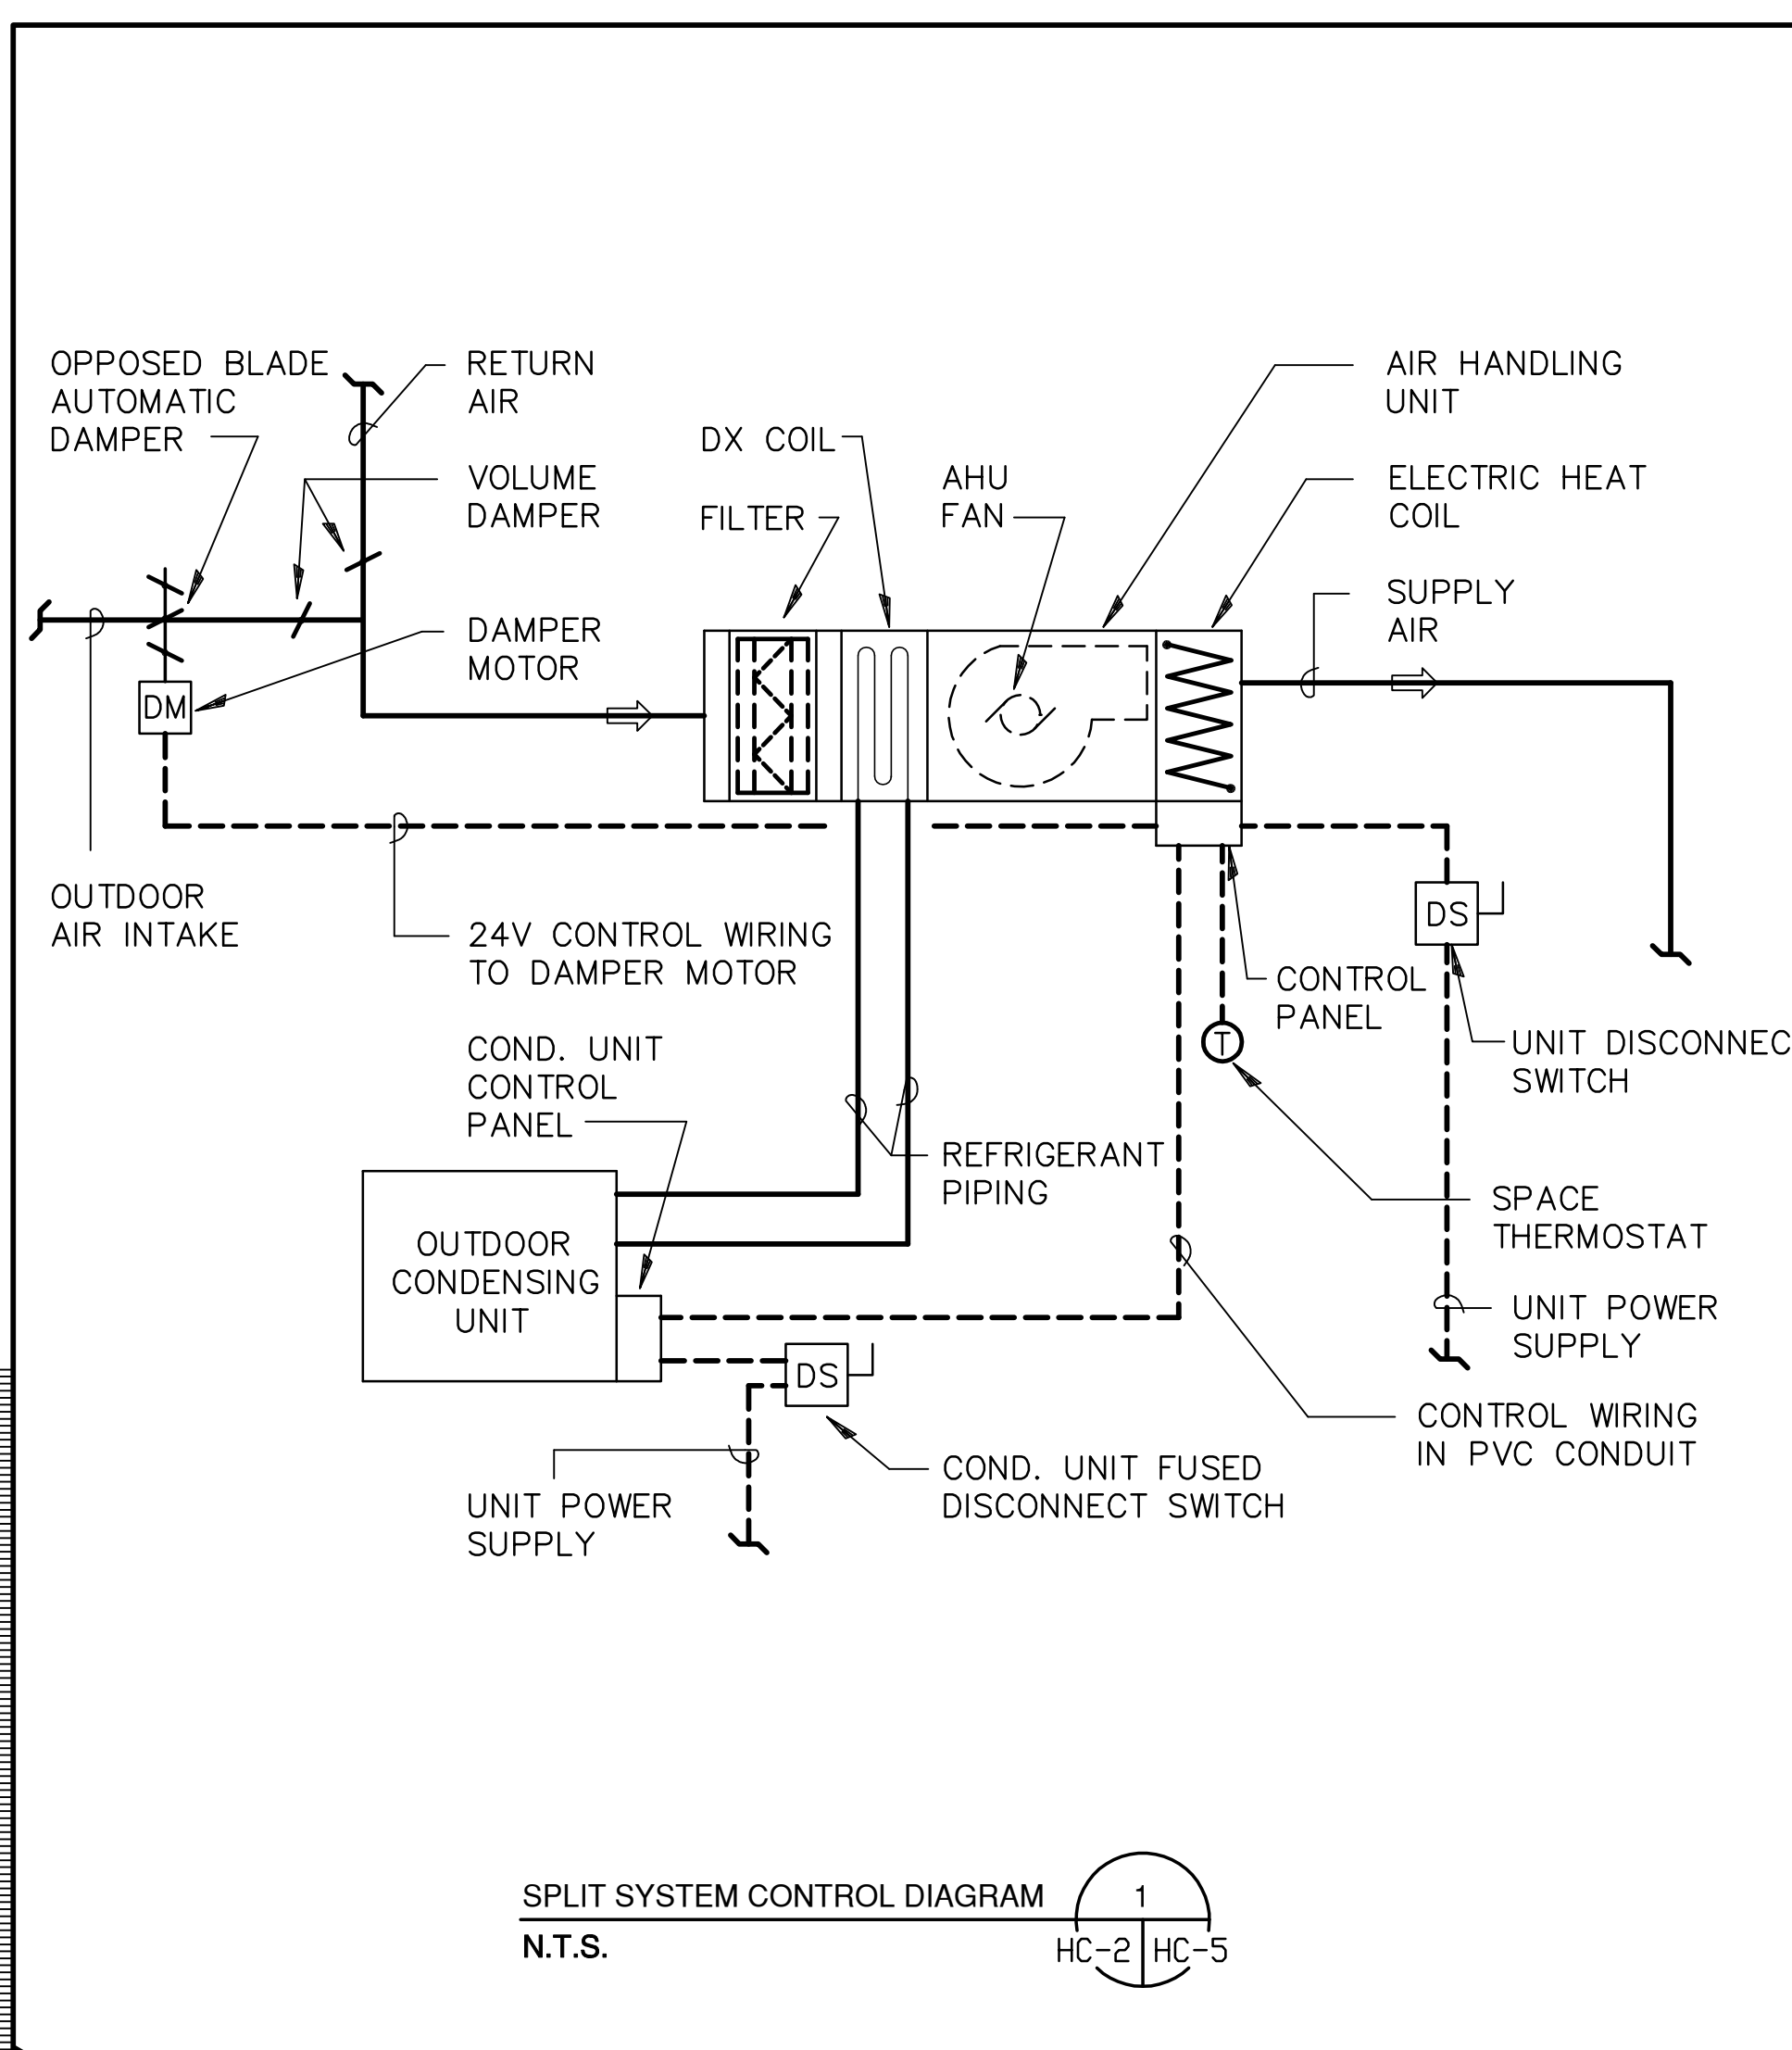 OPPOSED BLADE
AUTOMATIC
DAMPER
RETURN
AIR
VOLUME
DAMPER
DAMPER
MOTOR
DX COIL
FILTER
AHU
FAN
AIR HANDLING
UNIT
ELECTRIC HEAT
COIL
SUPPLY
AIR
DM
OUTDOOR
AIR INTAKE
24V CONTROL WIRING
TO DAMPER MOTOR
DS
CONTROL
PANEL
T
UNIT DISCONNEC
SWITCH
COND. UNIT
CONTROL
PANEL
REFRIGERANT
PIPING
SPACE
THERMOSTAT
OUTDOOR
CONDENSING
UNIT
UNIT POWER
SUPPLY
DS
CONTROL WIRING
IN PVC CONDUIT
COND. UNIT FUSED
DISCONNECT SWITCH
UNIT POWER
SUPPLY
SPLIT SYSTEM CONTROL DIAGRAM
1
N.T.S.
HC-2
HC-5